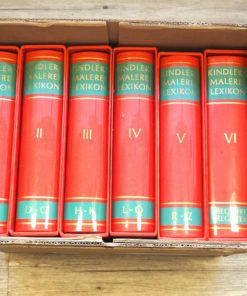 KINDLERS
MALEREI
LEXIKON
II
D-G
KINDLERS
MALEREI
LEXIKON
III
H-K
KINDLERS
MALEREI
LEXIKON
IV
L-O
KINDLERS
MALEREI
LEXIKON
V
R-Z
KINDLERS
MALEREI
LEXIKON
VI